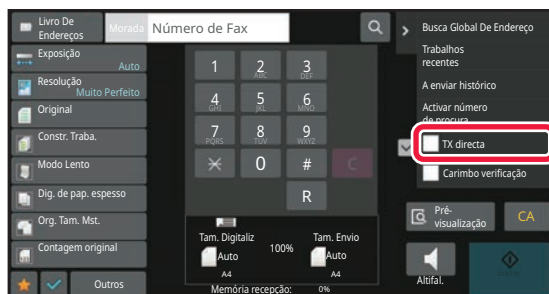 Livro De
Endereços
Morada
Número de Fax
Exposição
Auto
Resolução
Muito Perfeito
Original
Constr. Traba.
Modo Lento
Dig. de pap. espesso
Org. Tam. Mst.
Contagem original
Outros
1
2
ABC
3
DEF
4
GHI
5
JKL
6
MNO
7
PQRS
8
TUV
9
WXYZ
0
#
C
R
Tam. Digitaliz
100%
Tam. Envio
Auto
Auto
A4
A4
Memória recepção:
0%
Busca Global De Endereço
Trabalhos
recentes
A enviar histórico
Activar número
de procura
TX directa
Carimbo verificação
Pré-
visualização
CA
Altifal.